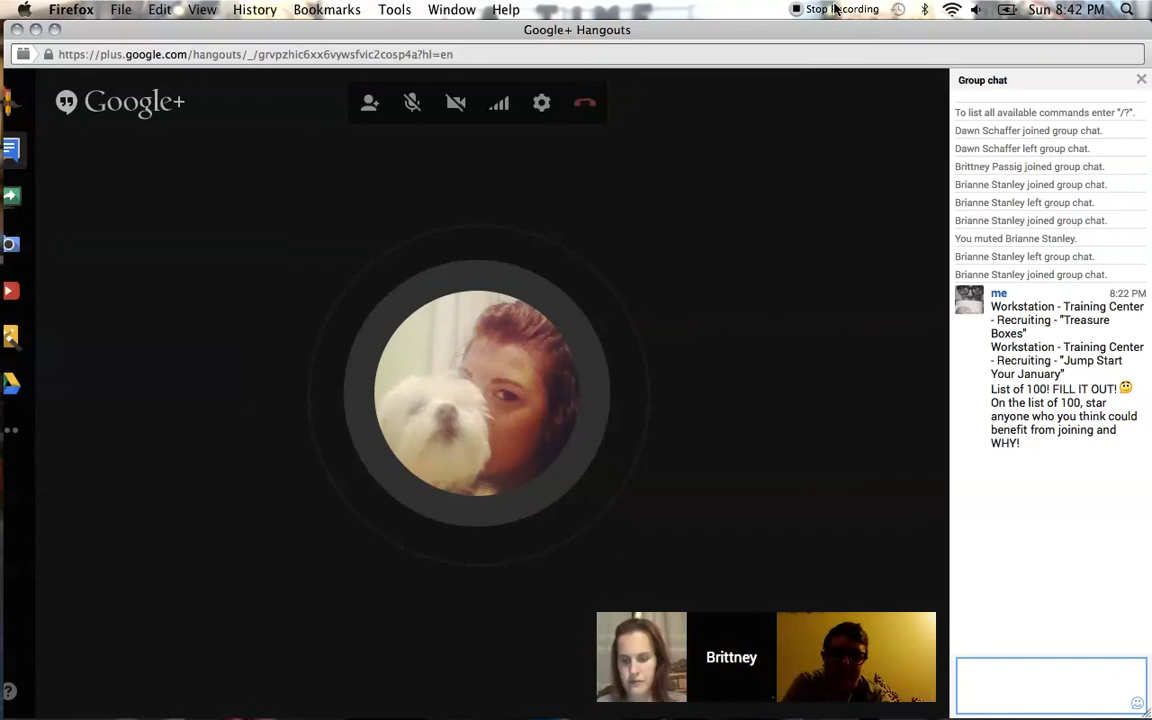 Firefox File Edit View History Bookmarks Tools Window Help TIME Stop Recording Sun 8:42 PM
Google+ Hangouts
https://plus.google.com/hangouts/_/grvpzhic6xx6vywsfvic2cosp4a?hl=en
Google+
Group chat
To list all available commands enter "/?".
Dawn Schaffer joined group chat.
Dawn Schaffer left group chat.
Brittney Passig joined group chat.
Brianne Stanley joined group chat.
Brianne Stanley left group chat.
Brianne Stanley joined group chat.
You muted Brianne Stanley.
Brianne Stanley left group chat.
Brianne Stanley joined group chat.
me 8:22 PM
Workstation - Training Center
- Recruiting - "Treasure
Boxes"
Workstation - Training Center
- Recruiting - "Jump Start
Your January"
List of 100! FILL IT OUT!
On the list of 100, star
anyone who you think could
benefit from joining and
WHY!
Brittney
?